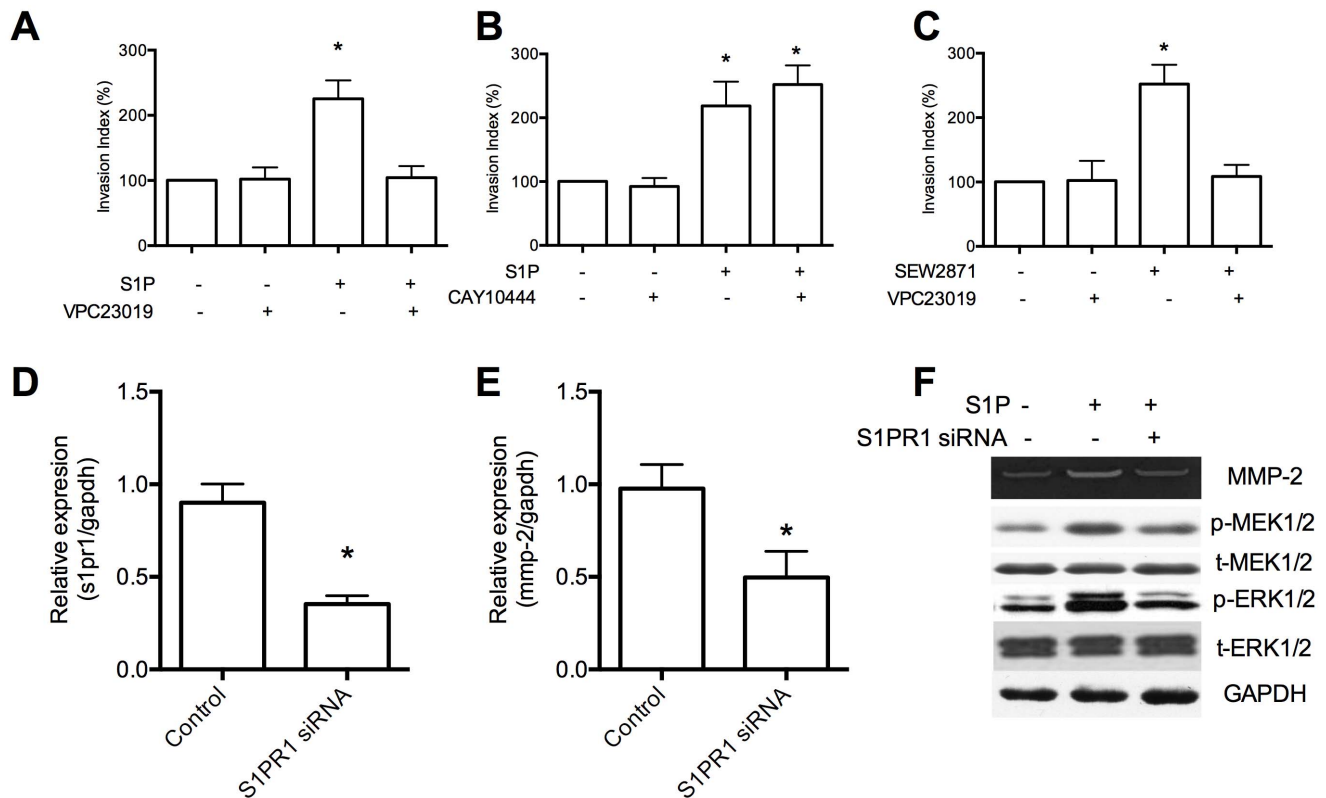 A
300
200
100
0
Invasion Index (%)
*
S1P - - + +
VPC23019 - + - +
B
300
200
100
0
Invasion Index (%)
* *
S1P - - + +
CAY10444 - + - +
C
300
200
100
0
Invasion Index (%)
*
SEW2871 - - + +
VPC23019 - + - +
D
1.5
1.0
0.5
0.0
Relative expresion
(s1pr1/gapdh)
*
Control
S1PR1 siRNA
E
1.5
1.0
0.5
0.0
Relative expresion
(mmp-2/gapdh)
*
Control
S1PR1 siRNA
F
S1P - + +
S1PR1 siRNA - - +
MMP-2
p-MEK1/2
t-MEK1/2
p-ERK1/2
t-ERK1/2
GAPDH